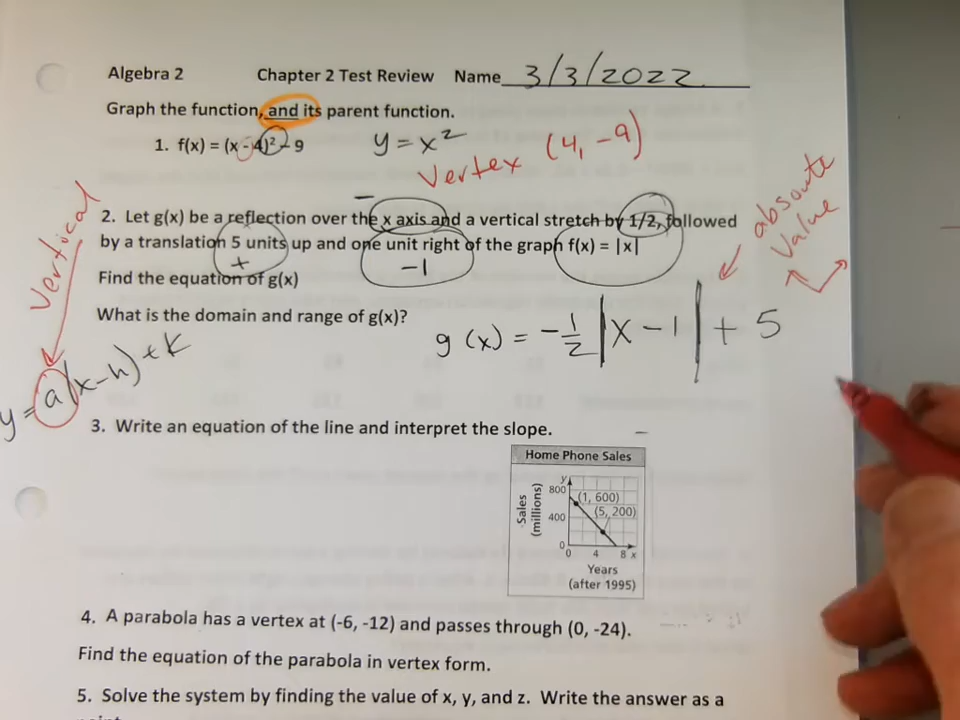 Algebra 2 Chapter 2 Test Review Name 3/3/2022
Graph the function, and its parent function.
1. f(x) = (x - 4)² - 9 y = x²
Vertex (4, -9)
2. Let g(x) be a reflection over the x axis and a vertical stretch by 1/2, followed
by a translation 5 units up and one unit right of the graph f(x) = |x|
−
+
−1
Find the equation of g(x)
What is the domain and range of g(x)?
absolute
value
g(x) = -1/2 |x - 1| + 5
Vertical
y = a(x-h) + k
3. Write an equation of the line and interpret the slope.
Home Phone Sales
Sales
(millions)
y
800
400
0
(1, 600)
(5, 200)
0 4 8 x
Years
(after 1995)
4. A parabola has a vertex at (-6, -12) and passes through (0, -24).
Find the equation of the parabola in vertex form.
5. Solve the system by finding the value of x, y, and z. Write the answer as a